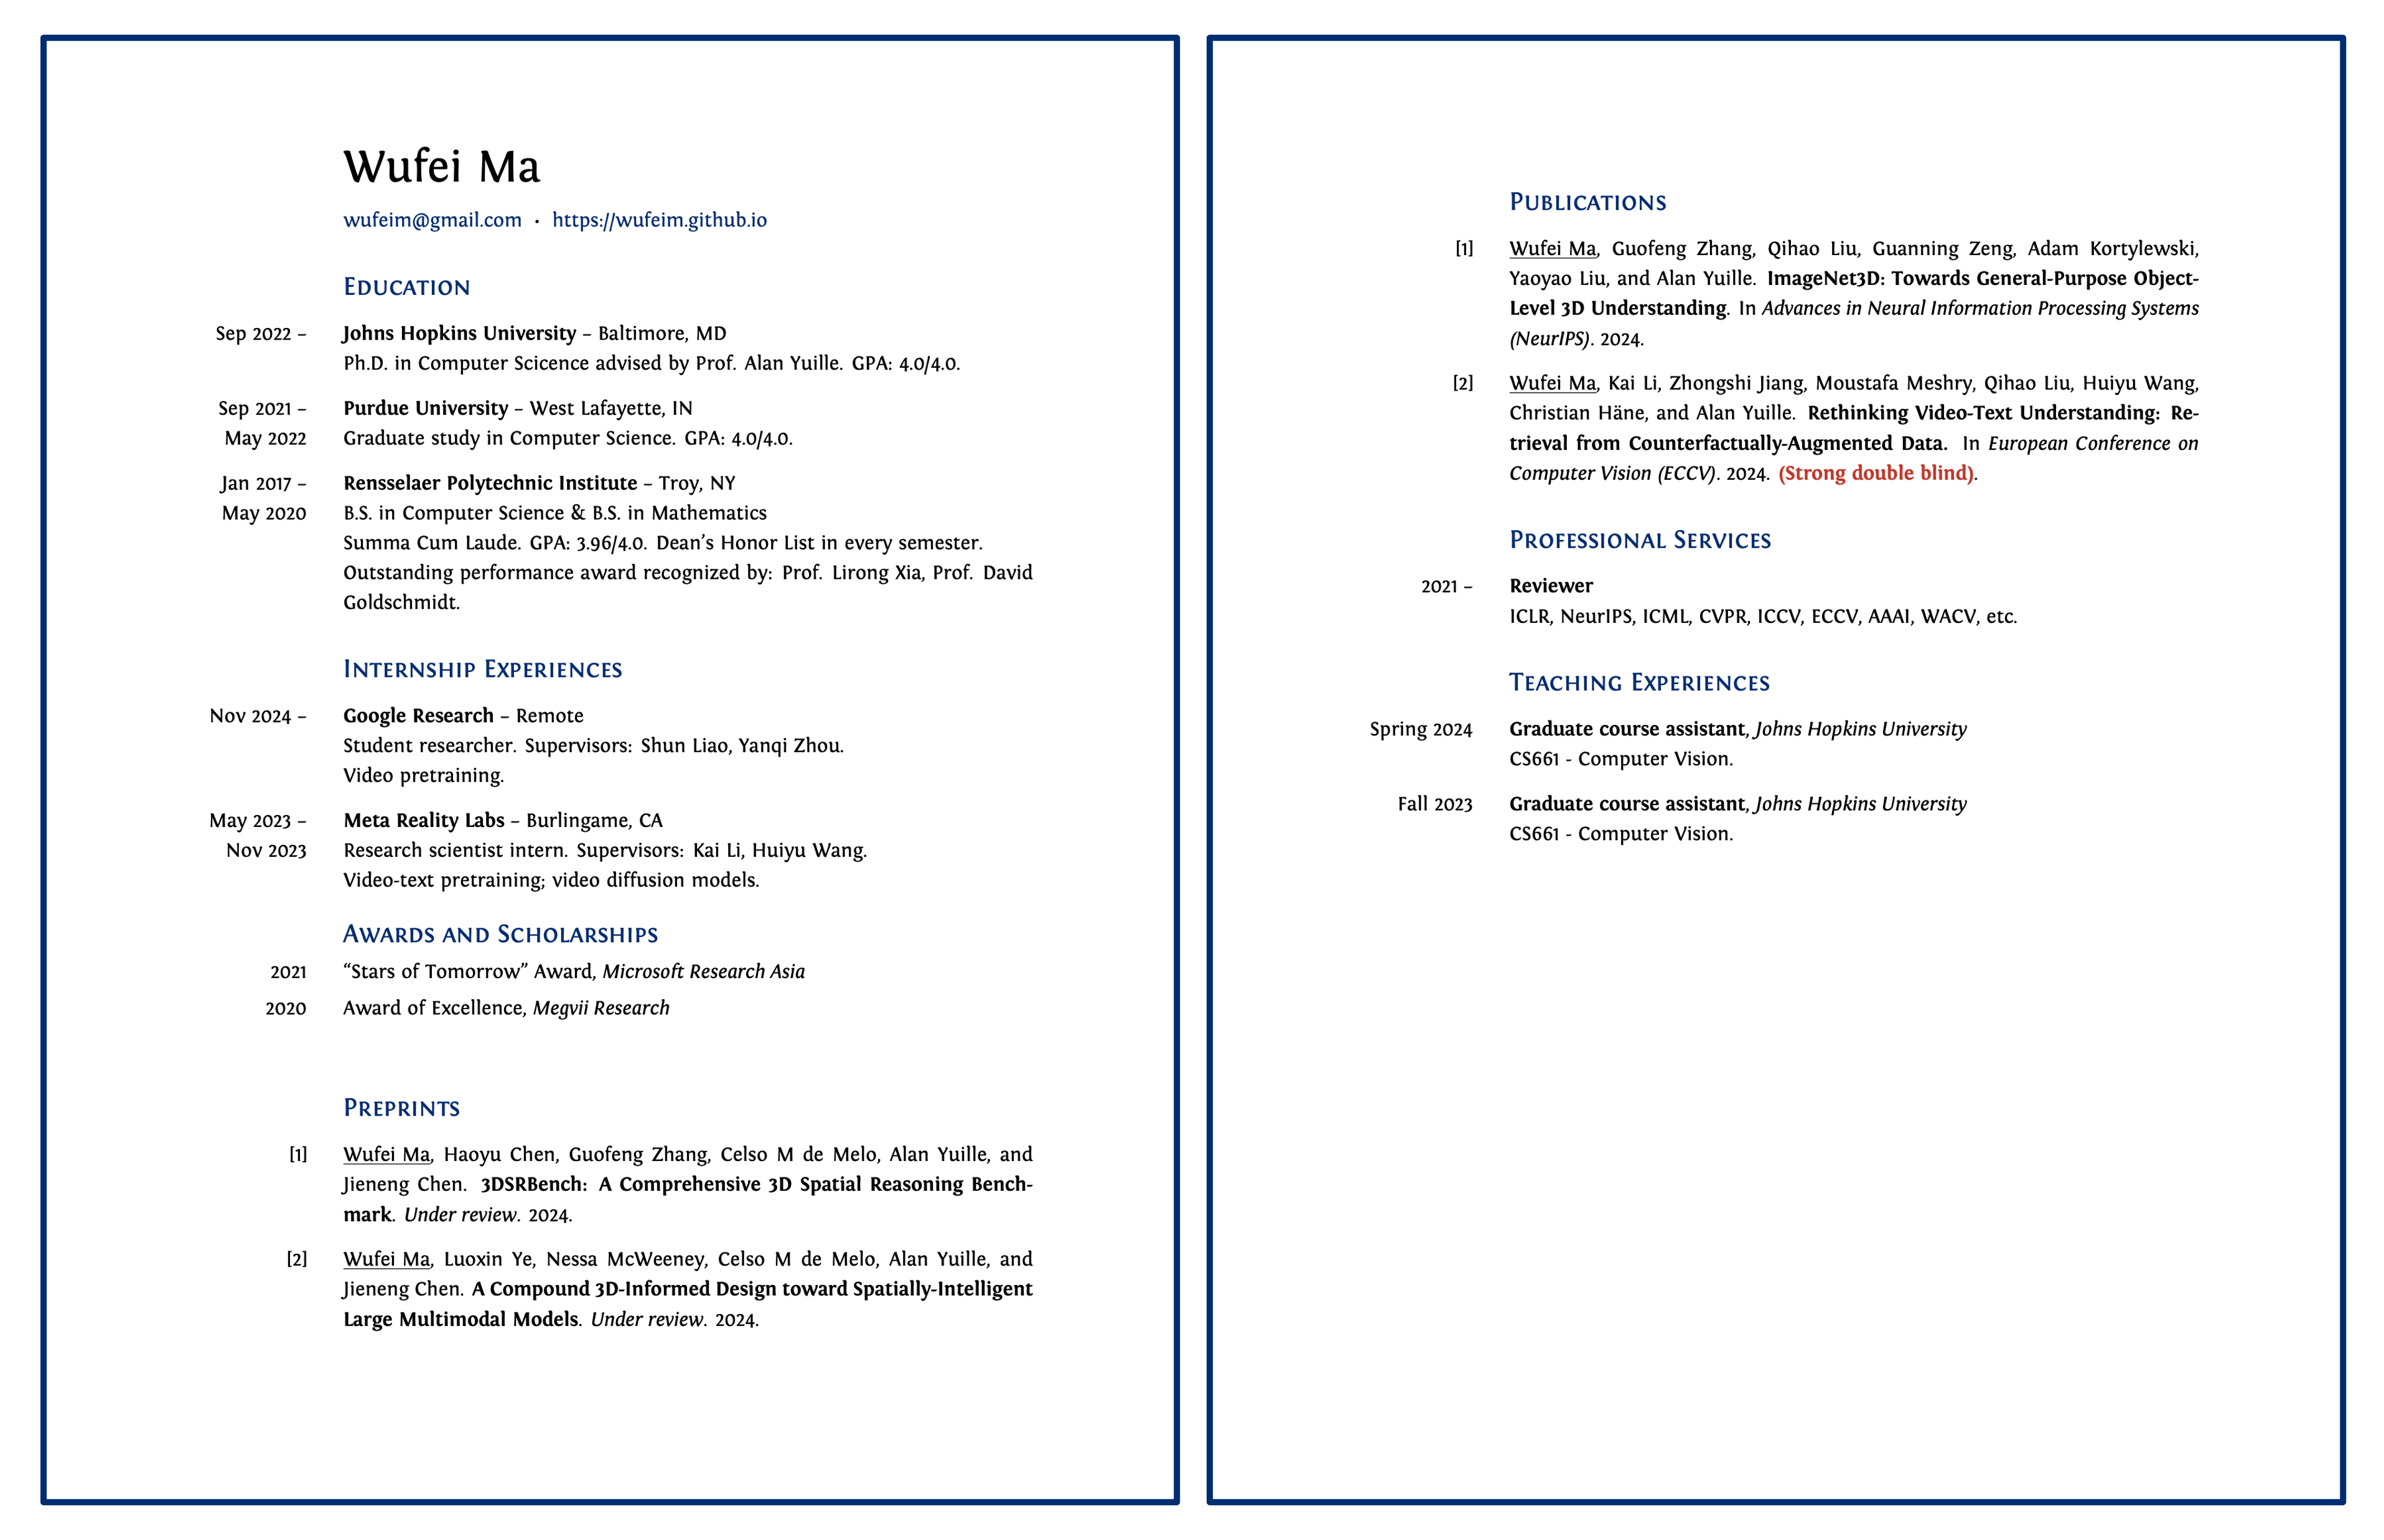 Wufei Ma
wufeim@gmail.com · https://wufeim.github.io
Education
Sep 2022 – Johns Hopkins University – Baltimore, MD
Ph.D. in Computer Scicence advised by Prof. Alan Yuille. GPA: 4.0/4.0.
Sep 2021 – Purdue University – West Lafayette, IN
May 2022 Graduate study in Computer Science. GPA: 4.0/4.0.
Jan 2017 – Rensselaer Polytechnic Institute – Troy, NY
May 2020 B.S. in Computer Science & B.S. in Mathematics
Summa Cum Laude. GPA: 3.96/4.0. Dean’s Honor List in every semester.
Outstanding performance award recognized by: Prof. Lirong Xia, Prof. David
Goldschmidt.
Internship Experiences
Nov 2024 – Google Research – Remote
Student researcher. Supervisors: Shun Liao, Yanqi Zhou.
Video pretraining.
May 2023 – Meta Reality Labs – Burlingame, CA
Nov 2023 Research scientist intern. Supervisors: Kai Li, Huiyu Wang.
Video-text pretraining; video diffusion models.
Awards and Scholarships
2021 “Stars of Tomorrow” Award, Microsoft Research Asia
2020 Award of Excellence, Megvii Research
Preprints
[1] Wufei Ma, Haoyu Chen, Guofeng Zhang, Celso M de Melo, Alan Yuille, and
Jieneng Chen. 3DSRBench: A Comprehensive 3D Spatial Reasoning Bench-
mark. Under review. 2024.
[2] Wufei Ma, Luoxin Ye, Nessa McWeeney, Celso M de Melo, Alan Yuille, and
Jieneng Chen. A Compound 3D-Informed Design toward Spatially-Intelligent
Large Multimodal Models. Under review. 2024.
Publications
[1] Wufei Ma, Guofeng Zhang, Qihao Liu, Guanning Zeng, Adam Kortylewski,
Yaoyao Liu, and Alan Yuille. ImageNet3D: Towards General-Purpose Object-
Level 3D Understanding. In Advances in Neural Information Processing Systems
(NeurIPS). 2024.
[2] Wufei Ma, Kai Li, Zhongshi Jiang, Moustafa Meshry, Qihao Liu, Huiyu Wang,
Christian Häne, and Alan Yuille. Rethinking Video-Text Understanding: Re-
trieval from Counterfactually-Augmented Data. In European Conference on
Computer Vision (ECCV). 2024. (Strong double blind).
Professional Services
2021 – Reviewer
ICLR, NeurIPS, ICML, CVPR, ICCV, ECCV, AAAI, WACV, etc.
Teaching Experiences
Spring 2024 Graduate course assistant, Johns Hopkins University
CS661 - Computer Vision.
Fall 2023 Graduate course assistant, Johns Hopkins University
CS661 - Computer Vision.